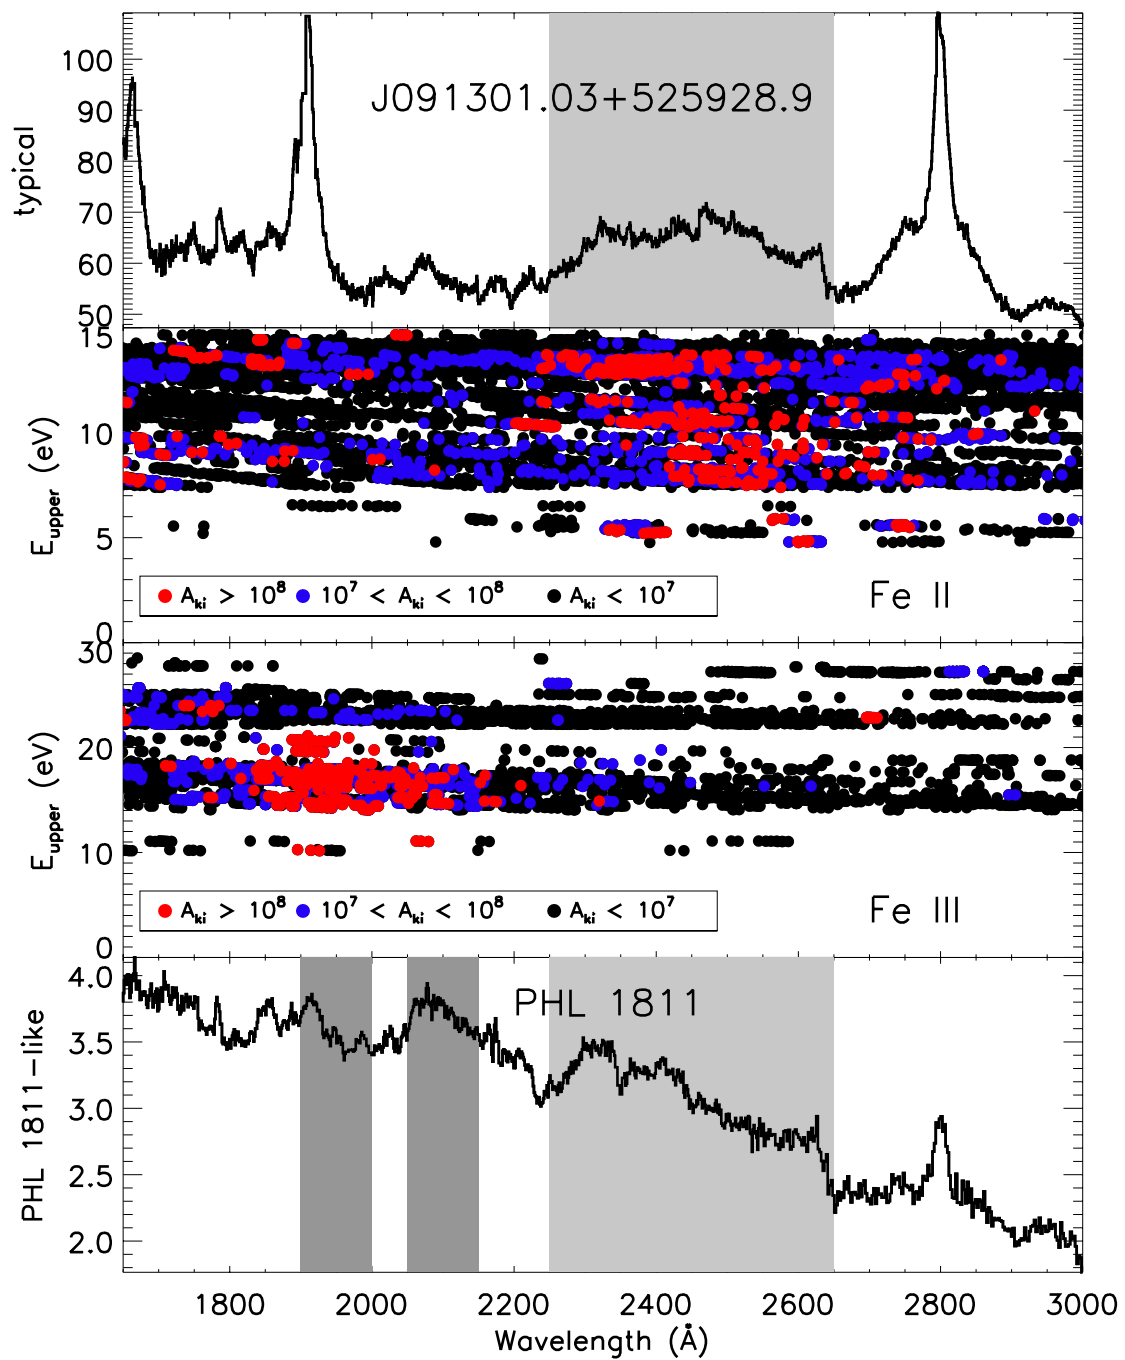 typical
100
90
80
70
60
50
J091301.03+525928.9
E_upper (eV)
15
10
5
0
A_ki > 10^8 10^7 < A_ki < 10^8 A_ki < 10^7
Fe II
E_upper (eV)
30
20
10
0
A_ki > 10^8 10^7 < A_ki < 10^8 A_ki < 10^7
Fe III
PHL 1811-like
4.0
3.5
3.0
2.5
2.0
PHL 1811
1800 2000 2200 2400 2600 2800 3000
Wavelength (Å)